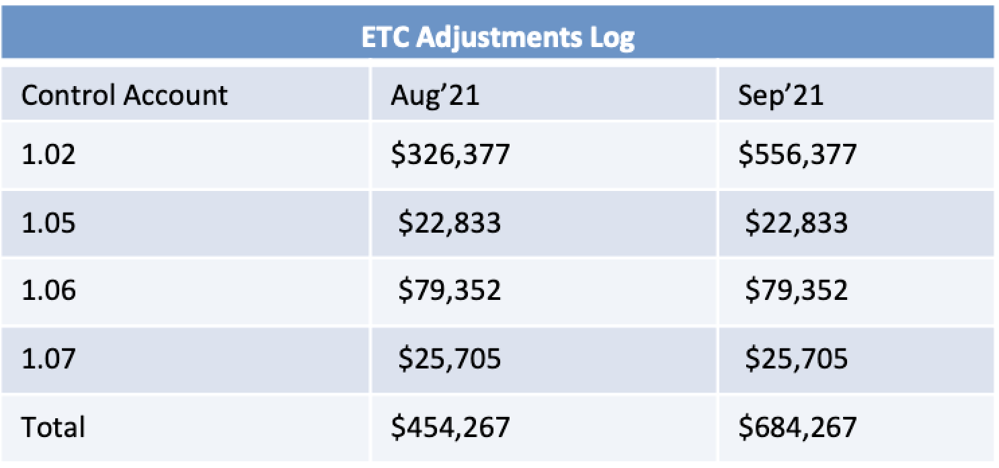 ETC Adjustments Log
Control Account Aug’21 Sep’21
1.02 $326,377 $556,377
1.05 $22,833 $22,833
1.06 $79,352 $79,352
1.07 $25,705 $25,705
Total $454,267 $684,267